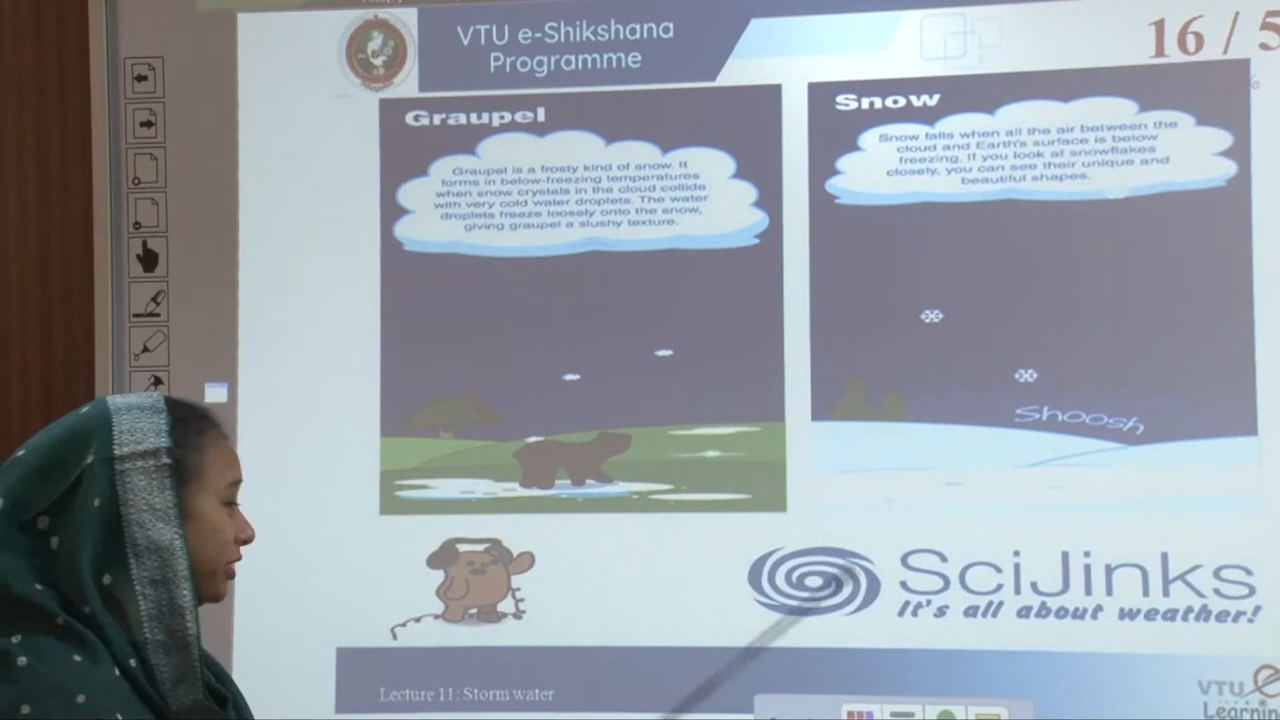 VTU e-Shikshana
Programme
16 / 5
Graupel
Graupel is a frosty kind of snow. It
forms in below-freezing temperatures
when snow crystals in the cloud collide
with very cold water droplets. The water
droplets freeze loosely onto the snow,
giving graupel a slushy texture.
Snow
Snow falls when all the air between the
cloud and Earth's surface is below
freezing. If you look at snowflakes
closely, you can see their unique and
beautiful shapes.
Shoosh
SciJinks
It's all about weather!
Lecture 11: Storm water
VTU e
Learnin